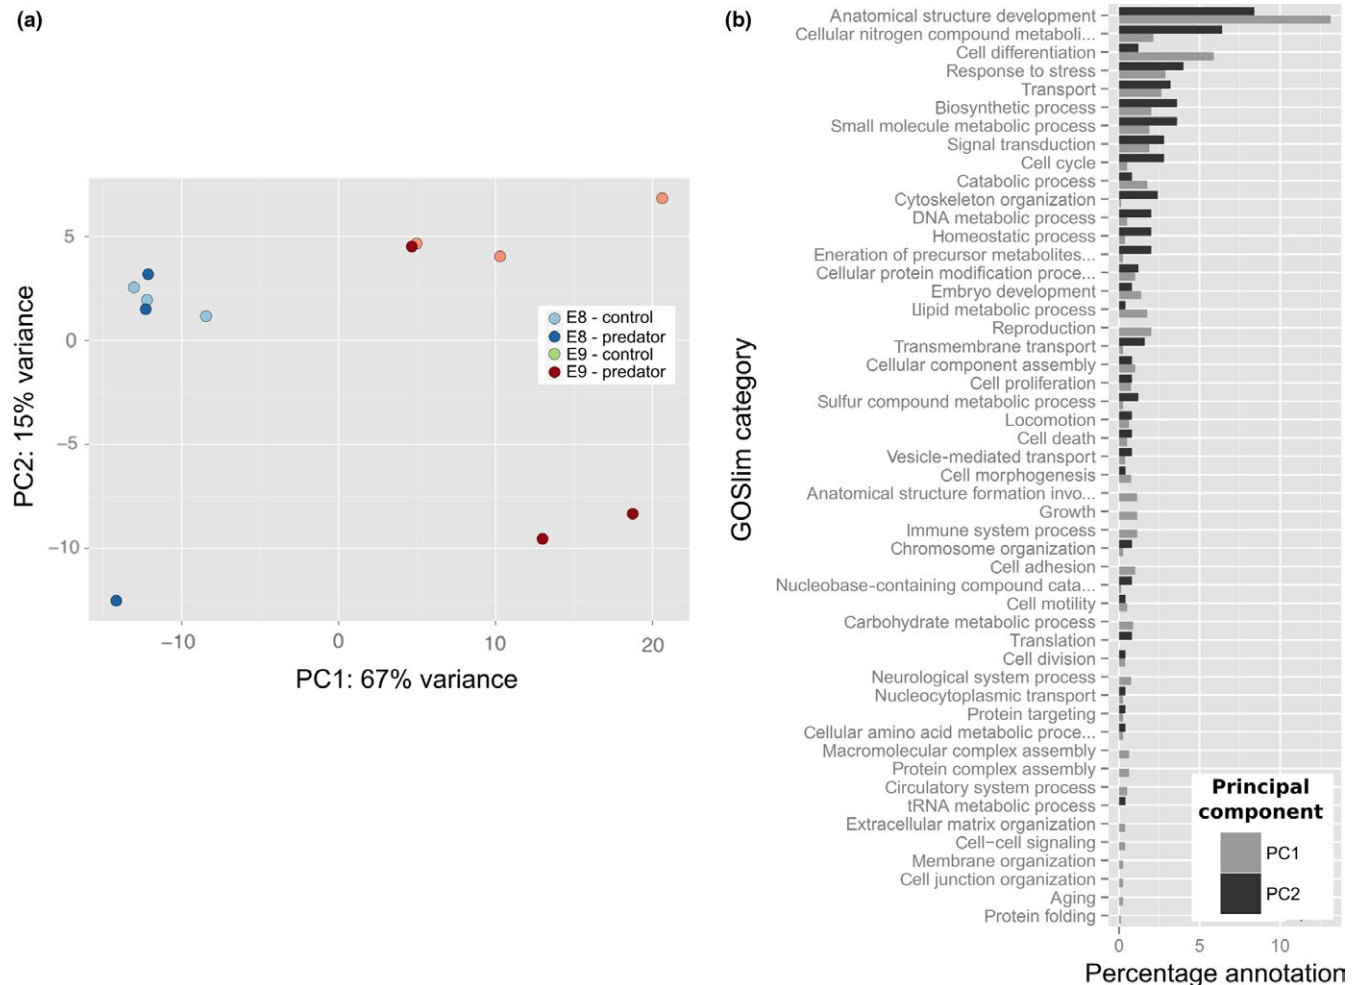 (a)
5
0
−5
−10
PC2: 15% variance
−10
0
10
20
PC1: 67% variance
E8 - control
E8 - predator
E9 - control
E9 - predator
(b)
GOSlim category
Anatomical structure development
Cellular nitrogen compound metaboli...
Cell differentiation
Response to stress
Transport
Biosynthetic process
Small molecule metabolic process
Signal transduction
Cell cycle
Catabolic process
Cytoskeleton organization
DNA metabolic process
Homeostatic process
Eneration of precursor metabolites...
Cellular protein modification proce...
Embryo development
Llipid metabolic process
Reproduction
Transmembrane transport
Cellular component assembly
Cell proliferation
Sulfur compound metabolic process
Locomotion
Cell death
Vesicle−mediated transport
Cell morphogenesis
Anatomical structure formation invo...
Growth
Immune system process
Chromosome organization
Cell adhesion
Nucleobase−containing compound cata...
Cell motility
Carbohydrate metabolic process
Translation
Cell division
Neurological system process
Nucleocytoplasmic transport
Protein targeting
Cellular amino acid metabolic proce...
Macromolecular complex assembly
Protein complex assembly
Circulatory system process
tRNA metabolic process
Extracellular matrix organization
Cell−cell signaling
Membrane organization
Cell junction organization
Aging
Protein folding
Principal
component
PC1
PC2
0
5
10
Percentage annotation